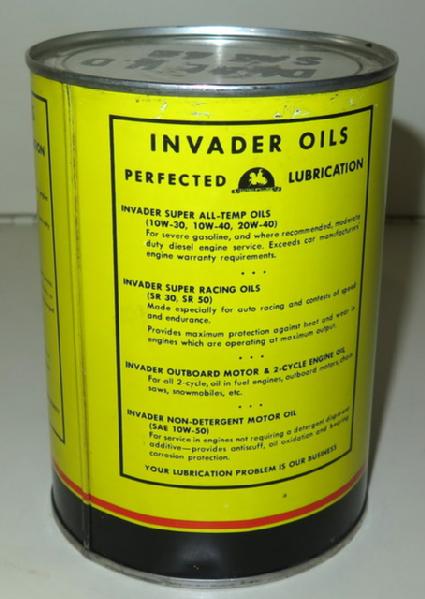 INVADER OILS
PERFECTED LUBRICATION
INVADER SUPER ALL-TEMP OILS
(10W-30, 10W-40, 20W-40)
For severe gasoline, and where recommended, moderate
duty diesel engine service. Exceeds car manufacturers'
engine warranty requirements.
INVADER SUPER RACING OILS
(SR 30, SR 50)
Made especially for auto racing and contests of speed
and endurance.
Provides maximum protection against heat and wear in
engines which are operating at maximum output.
INVADER OUTBOARD MOTOR & 2-CYCLE ENGINE OIL
For all 2-cycle, oil in fuel engines, outboard motors, chain
saws, snowmobiles, etc.
INVADER NON-DETERGENT MOTOR OIL
(SAE 10W-50)
For service in engines not requiring a detergent dispersant
additive—provides antiscuff, oil oxidation and bearing
corrosion protection.
YOUR LUBRICATION PROBLEM IS OUR BUSINESS